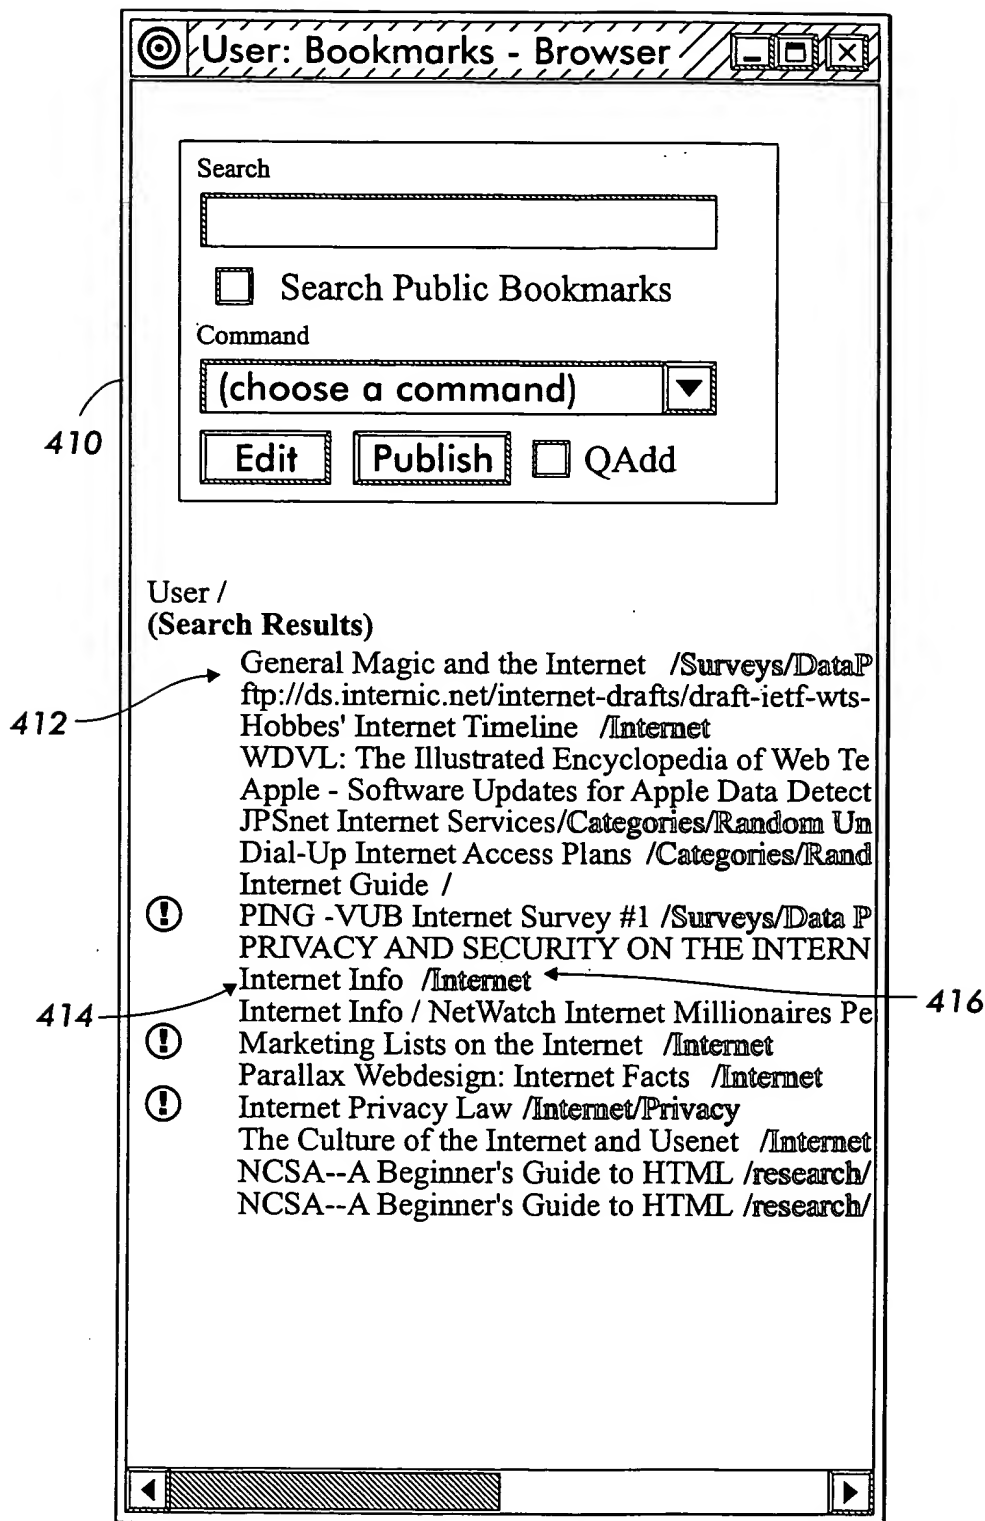 User: Bookmarks - Browser
Search
Search Public Bookmarks
Command
(choose a command)
410
Edit Publish QAdd
User /
(Search Results)
General Magic and the Internet /Surveys/DataP
412
ftp://ds.internic.net/internet-drafts/draft-ietf-wts-
Hobbes' Internet Timeline /Internet
WDVL: The Illustrated Encyclopedia of Web Te
Apple - Software Updates for Apple Data Detect
JPSnet Internet Services/Categories/Random Un
Dial-Up Internet Access Plans /Categories/Rand
Internet Guide /
! PING -VUB Internet Survey #1 /Surveys/Data P
PRIVACY AND SECURITY ON THE INTERN
Internet Info /Internet
416
414
Internet Info / NetWatch Internet Millionaires Pe
! Marketing Lists on the Internet /Internet
Parallax Webdesign: Internet Facts /Internet
! Internet Privacy Law /Internet/Privacy
The Culture of the Internet and Usenet /Internet
NCSA--A Beginner's Guide to HTML /research/
NCSA--A Beginner's Guide to HTML /research/